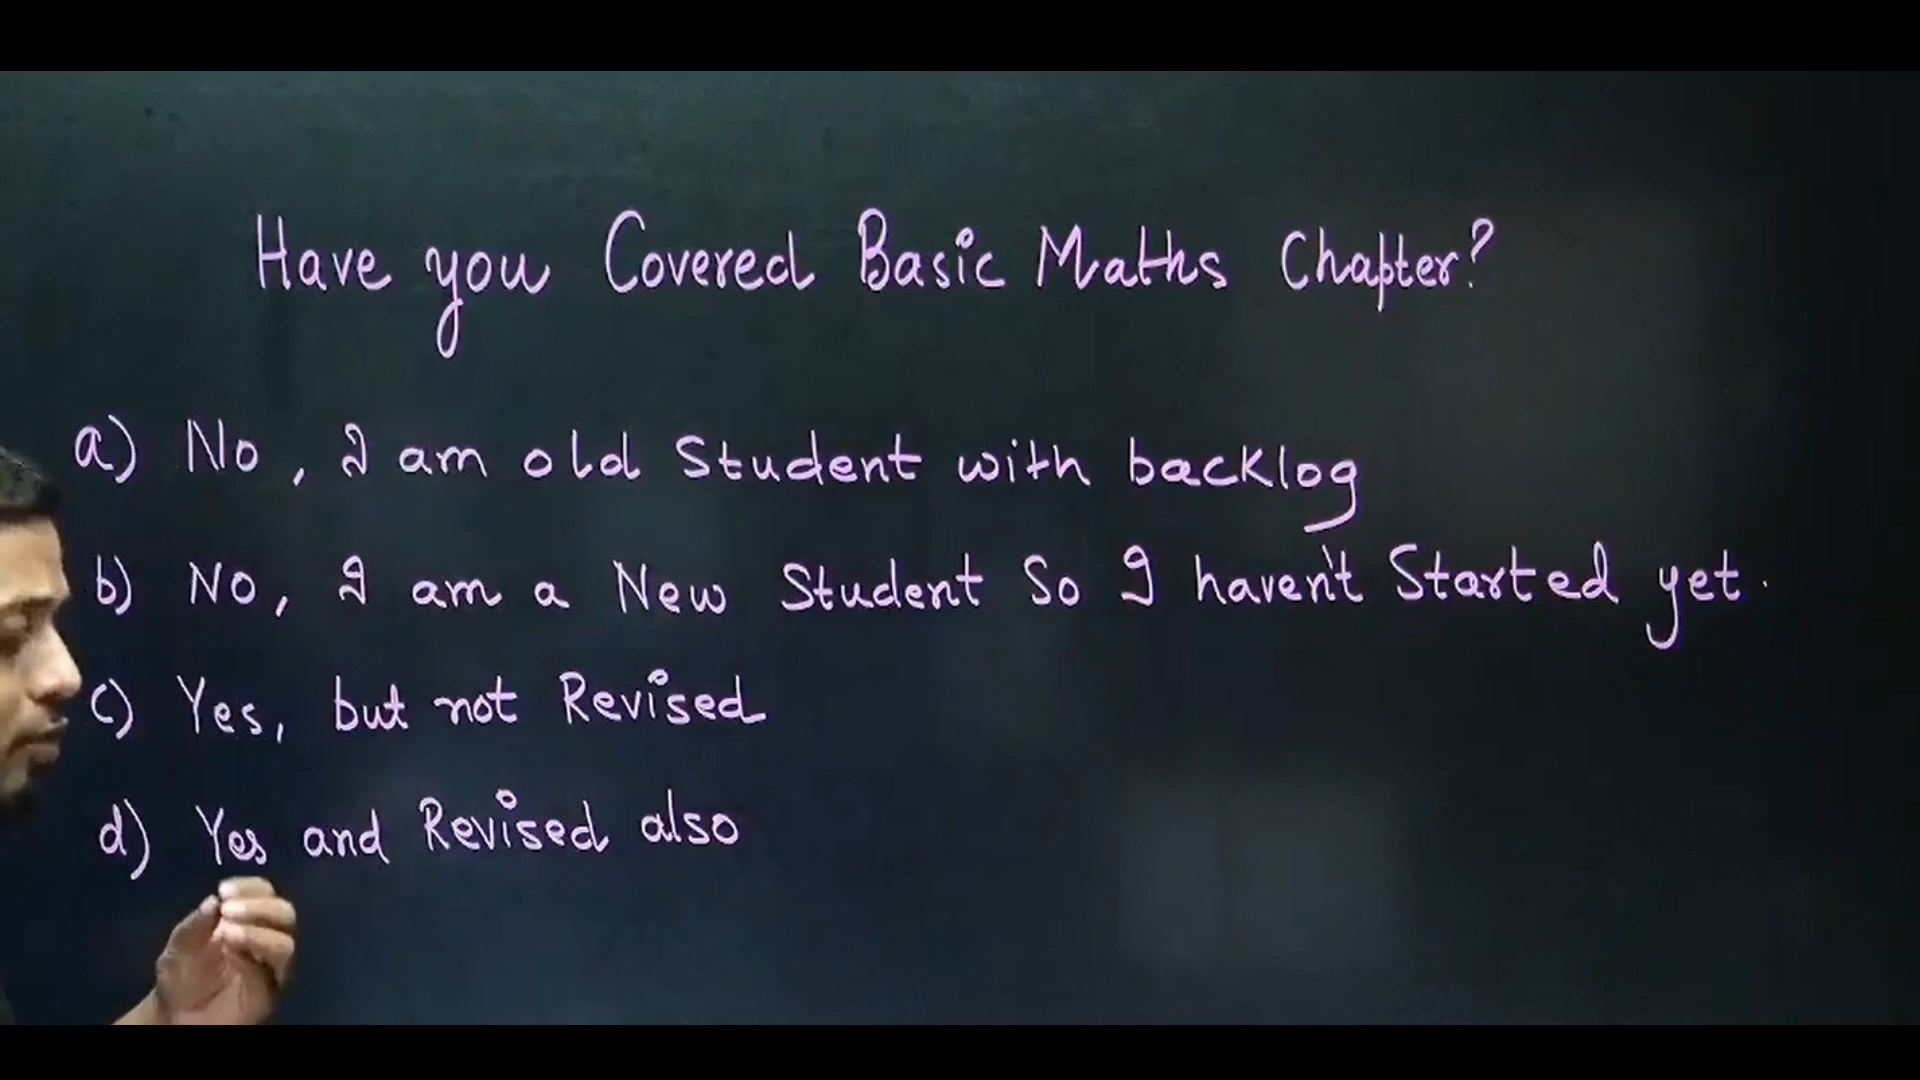 Have you Covered Basic Maths Chapter?
a) No, I am old Student with backlog
b) No, I am a New Student So I haven't Started yet.
c) Yes, but not Revised
d) Yes and Revised also